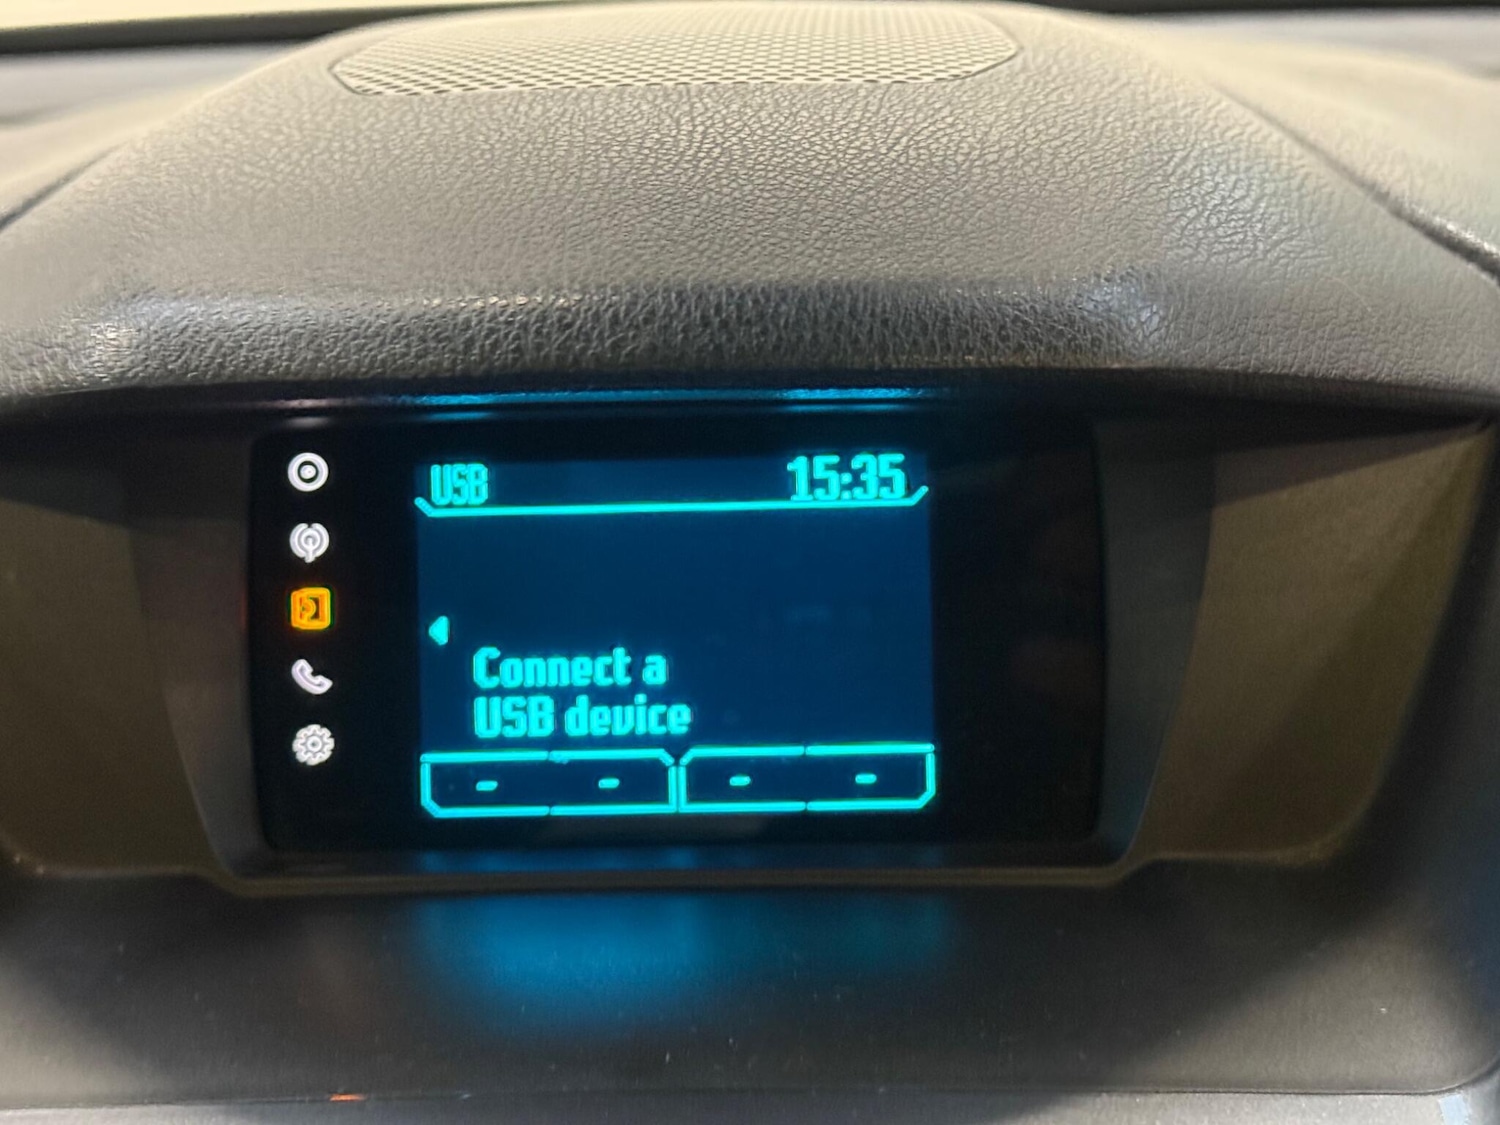 USB 15:35
Connect a
USB device
- - - -